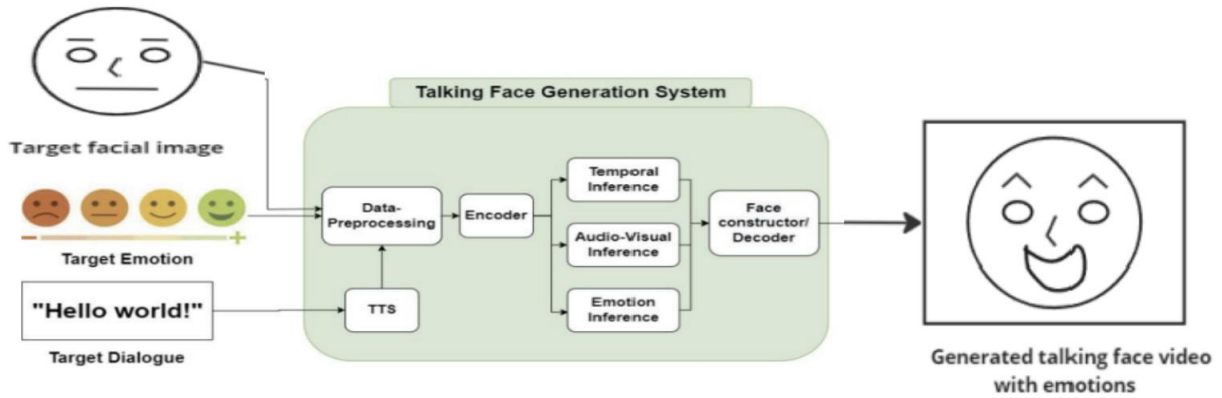 Target facial image
Target Emotion
"Hello world!"
Target Dialogue
Talking Face Generation System
Data-
Preprocessing
TTS
Encoder
Temporal
Inference
Audio-Visual
Inference
Emotion
Inference
Face
constructor/
Decoder
Generated talking face video
with emotions